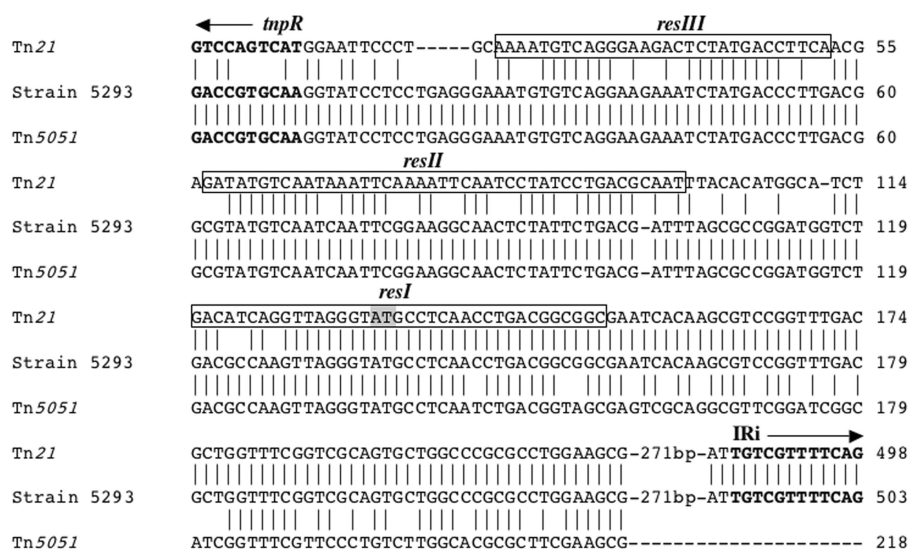 tnpR resIII
Tn21 GTCCAGTCATGGAATTCCCT-----GCAAAATGTCAGGGAAGACTCTATGACCTTCAACG 55
Strain 5293 GACCGTGCAAGGTATCCTCCTGAGGGAAATGTGTCAGGAAGAAATCTATGACCCTTGACG 60
Tn5051 GACCGTGCAAGGTATCCTCCTGAGGGAAATGTGTCAGGAAGAAATCTATGACCCTTGACG 60
resII
Tn21 AGATATGTCAATAAATTCAAAATTCAATCCTATCCTGACGCAATTTACACATGGCA-TCT 114
Strain 5293 GCGTATGTCAATCAATTCGGAAGGCAACTCTATTCTGACG-ATTTAGCGCCGGATGGTCT 119
Tn5051 GCGTATGTCAATCAATTCGGAAGGCAACTCTATTCTGACG-ATTTAGCGCCGGATGGTCT 119
resI
Tn21 GACATCAGGTTAGGGTATGCCTCAACCTGACGGCGGCGAATCACAAGCGTCCGGTTTGAC 174
Strain 5293 GACGCCAAGTTAGGGTATGCCTCAACCTGACGGCGGCGAATCACAAGCGTCCGGTTTGAC 179
Tn5051 GACGCCAAGTTAGGGTATGCCTCAATCTGACGGTAGCGAGTCGCAGGCGTTCGGATCGGC 179
IRi
Tn21 GCTGGTTTCGGTCGCAGTGCTGGCCCGCGCCTGGAAGCG-271bp-ATTGTCGTTTTCAG 498
Strain 5293 GCTGGTTTCGGTCGCAGTGCTGGCCCGCGCCTGGAAGCG-271bp-ATTGTCGTTTTCAG 503
Tn5051 ATCGGTTTCGTTCCCTGTCTTGGCACGCGCTTCGAAGCG--------------------- 218